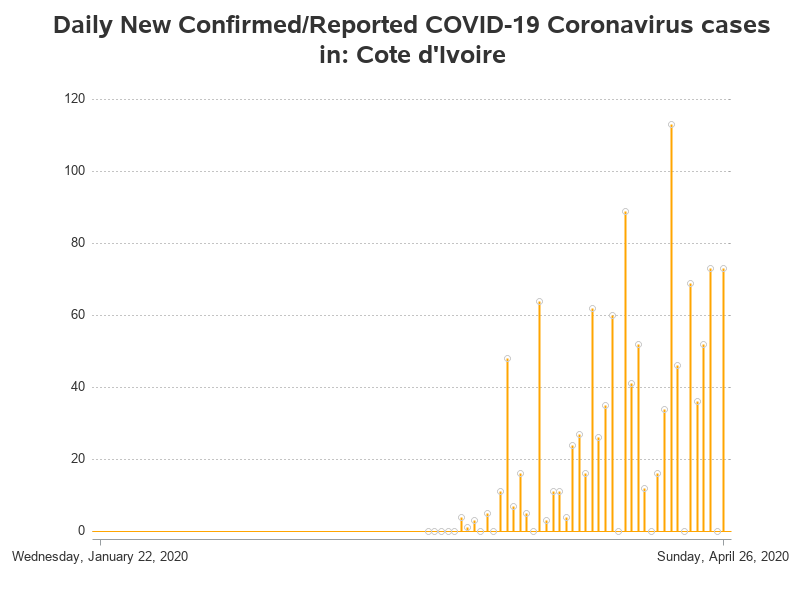 Daily New Confirmed/Reported COVID-19 Coronavirus cases
in: Cote d'Ivoire
120
100
80
60
40
20
0
Wednesday, January 22, 2020
Sunday, April 26, 2020